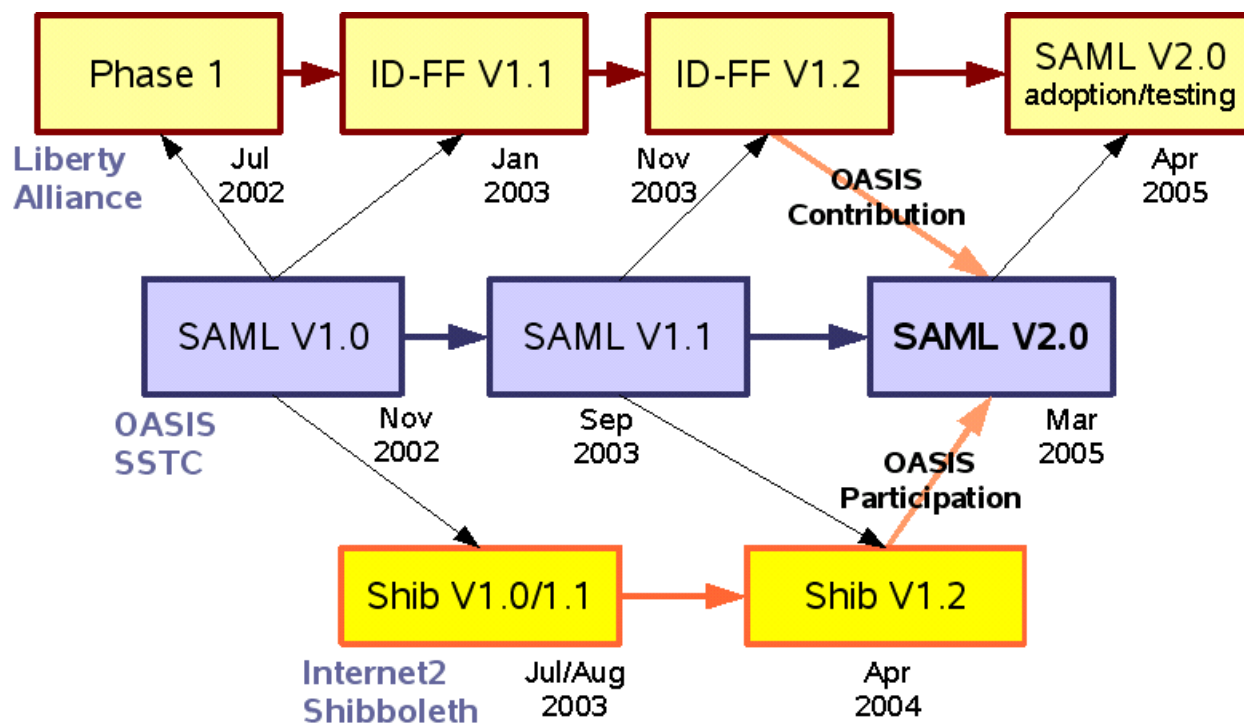 Phase 1
ID-FF V1.1
ID-FF V1.2
SAML V2.0
adoption/testing
Liberty
Alliance
Jul
2002
Jan
2003
Nov
2003
Apr
2005
OASIS
Contribution
SAML V1.0
SAML V1.1
SAML V2.0
OASIS
SSTC
Nov
2002
Sep
2003
Mar
2005
OASIS
Participation
Shib V1.0/1.1
Shib V1.2
Internet2
Shibboleth
Jul/Aug
2003
Apr
2004